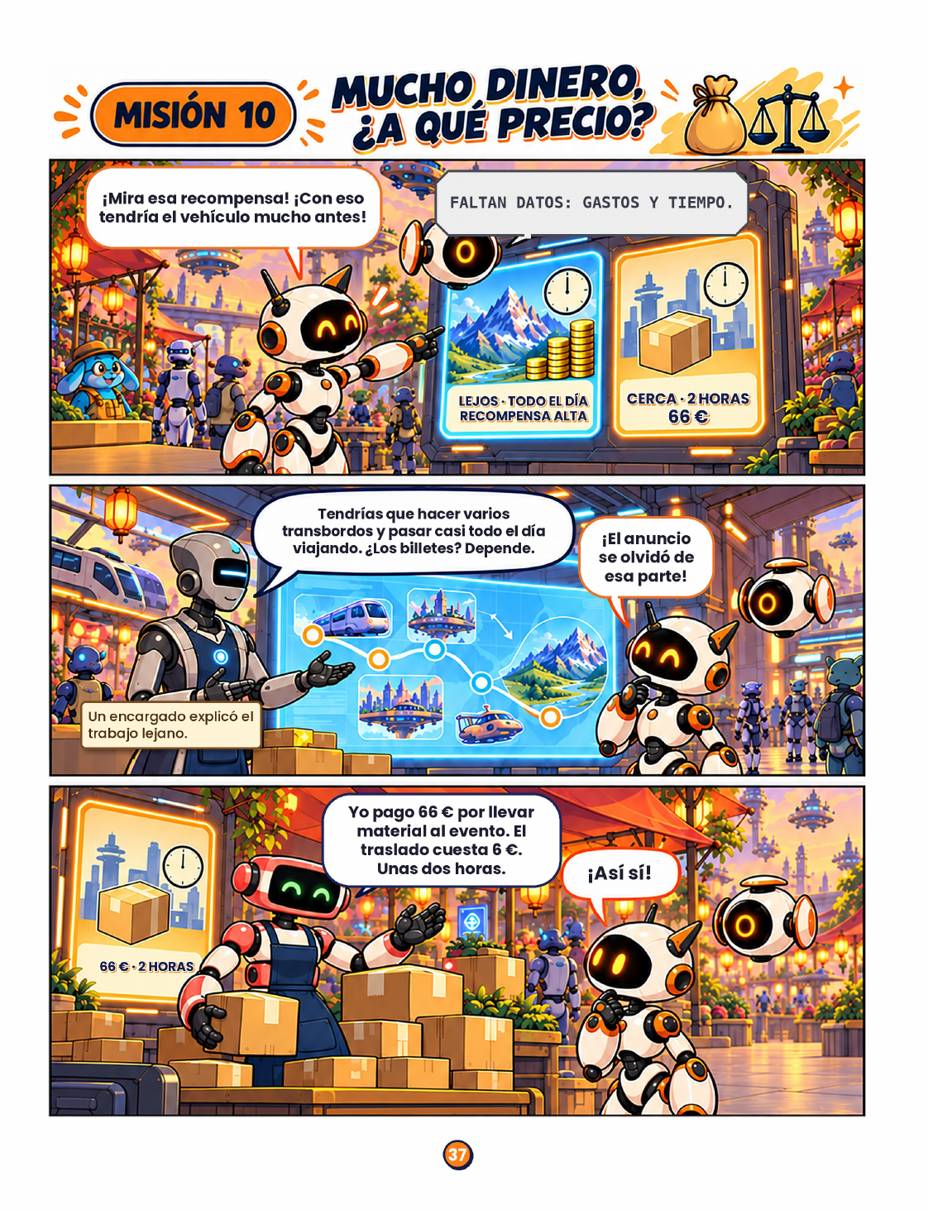 MISIÓN 10
MUCHO DINERO,
¿A QUÉ PRECIO?
¡Mira esa recompensa! ¡Con eso
tendría el vehículo mucho antes!
FALTAN DATOS: GASTOS Y TIEMPO.
LEJOS · TODO EL DÍA
RECOMPENSA ALTA
CERCA · 2 HORAS
66 €
Tendrías que hacer varios
transbordos y pasar casi todo el día
viajando. ¿Los billetes? Depende.
¡El anuncio
se olvidó de
esa parte!
Un encargado explicó el
trabajo lejano.
Yo pago 66 € por llevar
material al evento. El
traslado cuesta 6 €.
Unas dos horas.
¡Así sí!
66 € · 2 HORAS
37